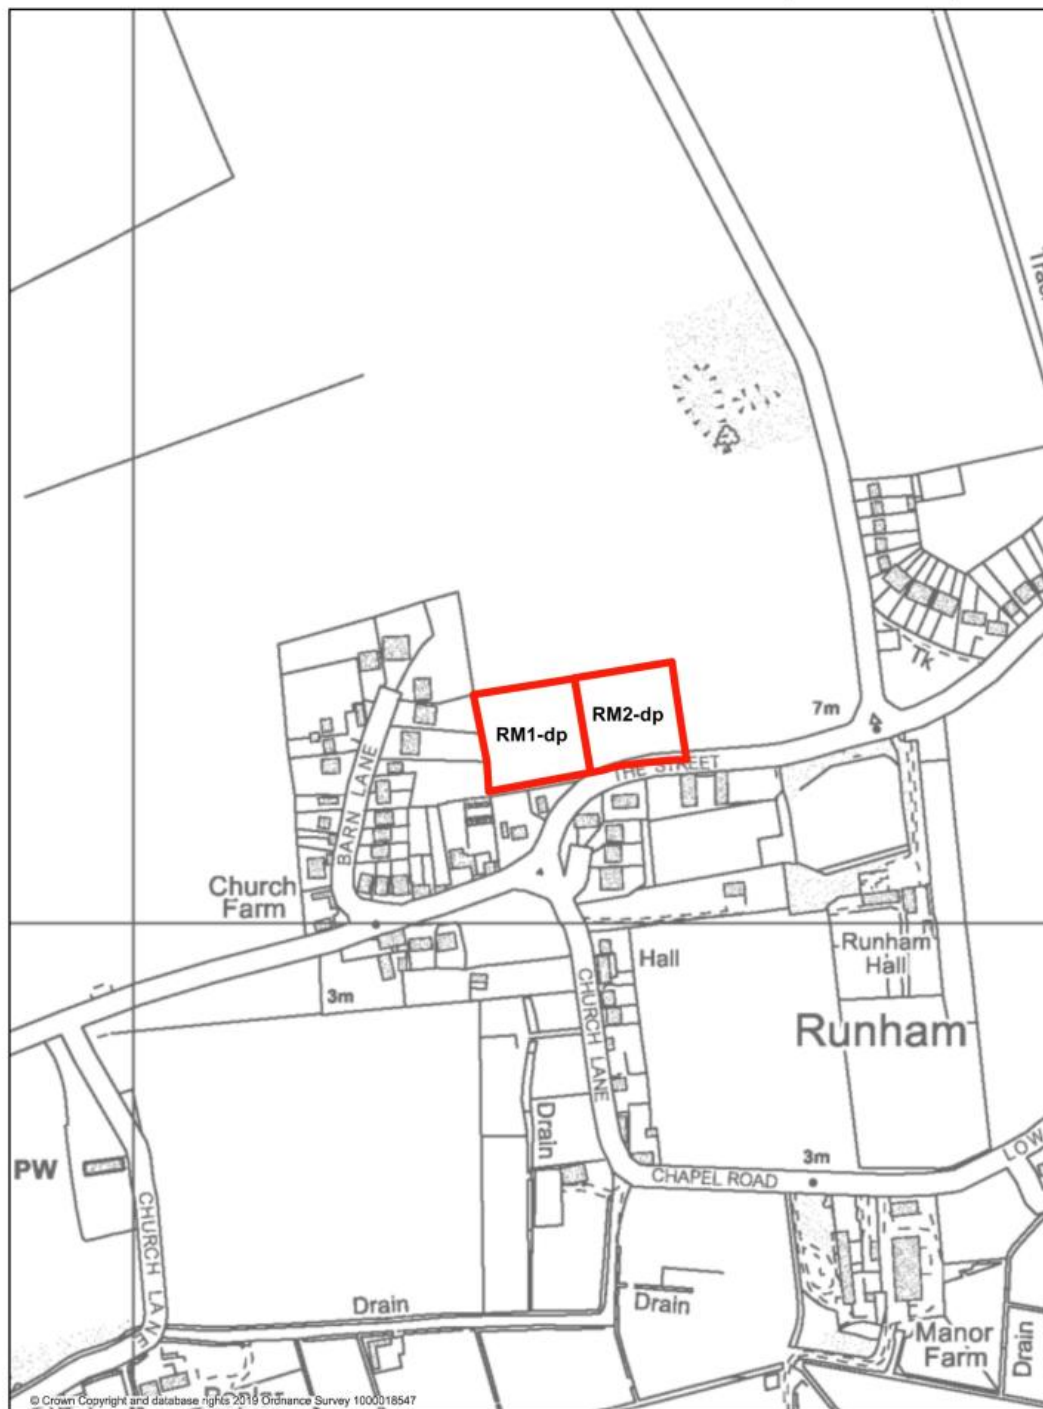 Trac
7m
Tk
RM1-dp
RM2-dp
THE STREET
BARN LANE
Church
Farm
Hall
Runham
Hall
3m
CHURCH LANE
Runham
Drain
PW
3m
CHAPEL ROAD
LOW
CHURCH LANE
Drain
Drain
Manor
Farm
Drain
© Crown Copyright and database rights 2019 Ordnance Survey 1000018547